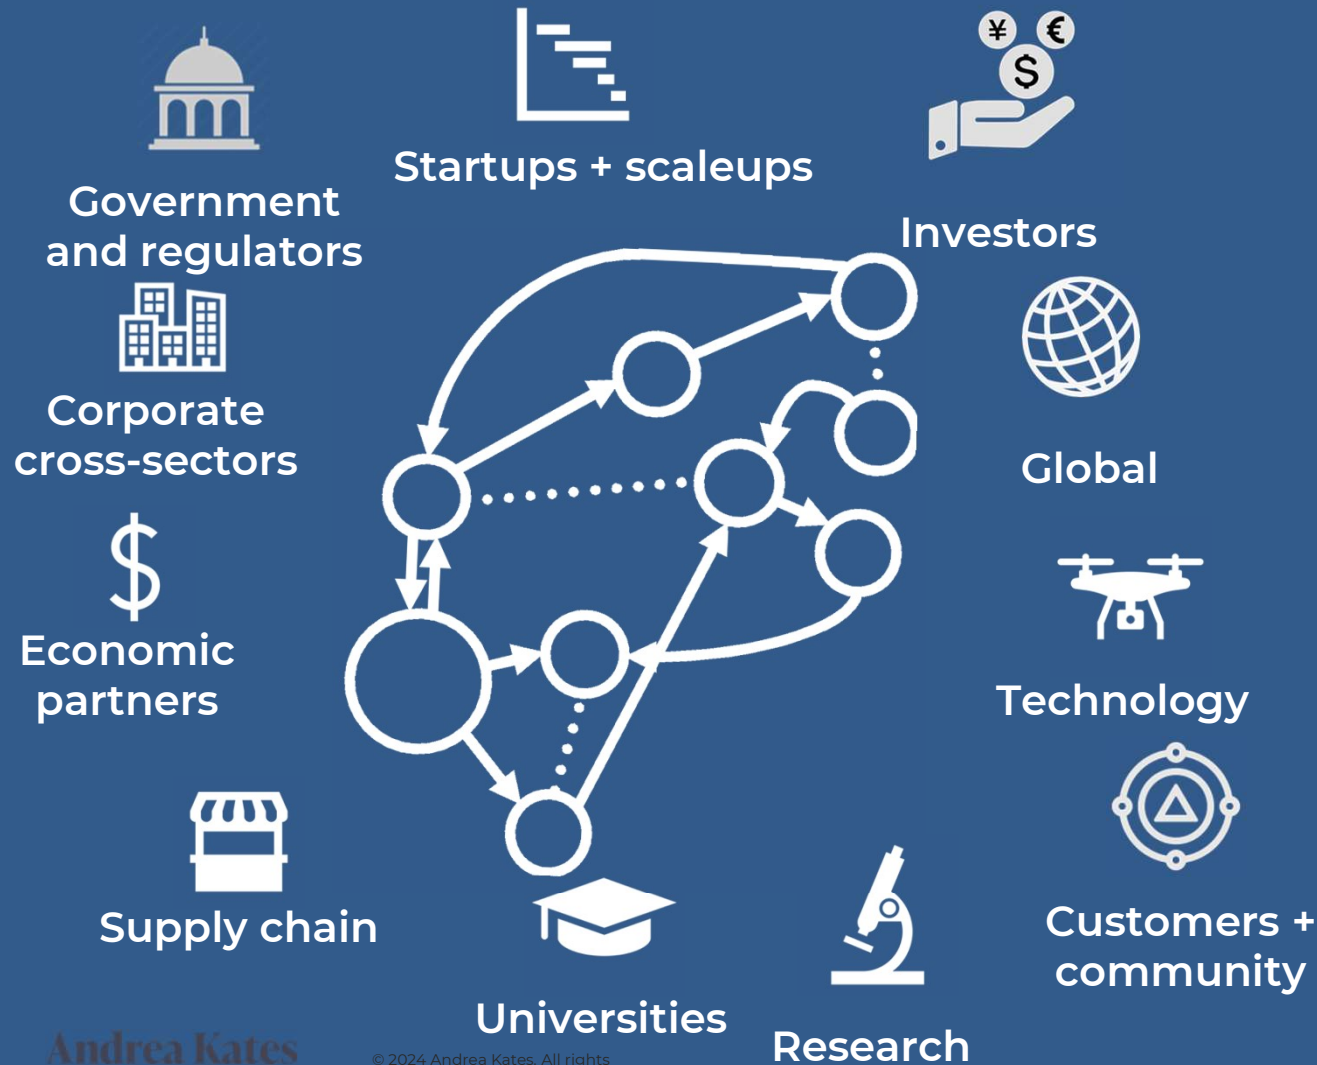 ¥ €
$
Startups + scaleups
Government
and regulators
Investors
Corporate
cross-sectors
Global
$
Economic
partners
Technology
Supply chain
Customers +
community
Universities
Research
Andrea Kates
© 2024 Andrea Kates. All rights